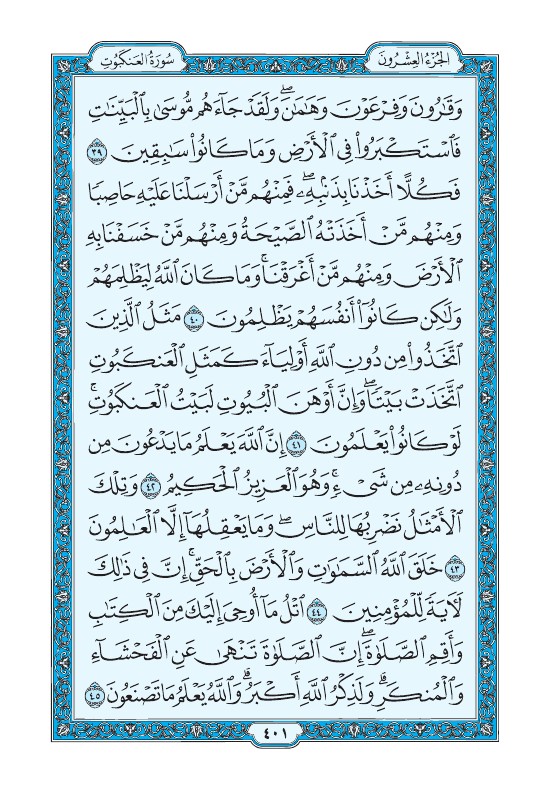 الجُزْءُ العِشْرُونَ
سُورَةُ العَنكَبُوتِ
وَقَٰرُونَ وَفِرْعَوْنَ وَهَٰمَٰنَۖ وَلَقَدْ جَآءَهُم مُّوسَىٰ بِٱلْبَيِّنَٰتِ
فَٱسْتَكْبَرُوا۟ فِى ٱلْأَرْضِ وَمَا كَانُوا۟ سَٰبِقِينَ ٣٩
فَكُلًّا أَخَذْنَا بِذَنۢبِهِۦۖ فَمِنْهُم مَّنْ أَرْسَلْنَا عَلَيْهِ حَاصِبًا
وَمِنْهُم مَّنْ أَخَذَتْهُ ٱلصَّيْحَةُ وَمِنْهُم مَّنْ خَسَفْنَا بِهِ
ٱلْأَرْضَ وَمِنْهُم مَّنْ أَغْرَقْنَاۚ وَمَا كَانَ ٱللَّهُ لِيَظْلِمَهُمْ
وَلَٰكِن كَانُوٓا۟ أَنفُسَهُمْ يَظْلِمُونَ ٤٠ مَثَلُ ٱلَّذِينَ
ٱتَّخَذُوا۟ مِن دُونِ ٱللَّهِ أَوْلِيَآءَ كَمَثَلِ ٱلْعَنكَبُوتِ
ٱتَّخَذَتْ بَيْتًاۖ وَإِنَّ أَوْهَنَ ٱلْبُيُوتِ لَبَيْتُ ٱلْعَنكَبُوتِۚ
لَوْ كَانُوا۟ يَعْلَمُونَ ٤١ إِنَّ ٱللَّهَ يَعْلَمُ مَا يَدْعُونَ مِن
دُونِهِۦ مِن شَىْءٍۚ وَهُوَ ٱلْعَزِيزُ ٱلْحَكِيمُ ٤٢ وَتِلْكَ
ٱلْأَمْثَٰلُ نَضْرِبُهَا لِلنَّاسِۖ وَمَا يَعْقِلُهَآ إِلَّا ٱلْعَٰلِمُونَ
٤٣ خَلَقَ ٱللَّهُ ٱلسَّمَٰوَٰتِ وَٱلْأَرْضَ بِٱلْحَقِّۚ إِنَّ فِى ذَٰلِكَ
لَءَايَةً لِّلْمُؤْمِنِينَ ٤٤ ٱتْلُ مَآ أُوحِىَ إِلَيْكَ مِنَ ٱلْكِتَٰبِ
وَأَقِمِ ٱلصَّلَوٰةَۖ إِنَّ ٱلصَّلَوٰةَ تَنْهَىٰ عَنِ ٱلْفَحْشَآءِ
وَٱلْمُنكَرِۗ وَلَذِكْرُ ٱللَّهِ أَكْبَرُۗ وَٱللَّهُ يَعْلَمُ مَا تَصْنَعُونَ ٤٥
٤٠١